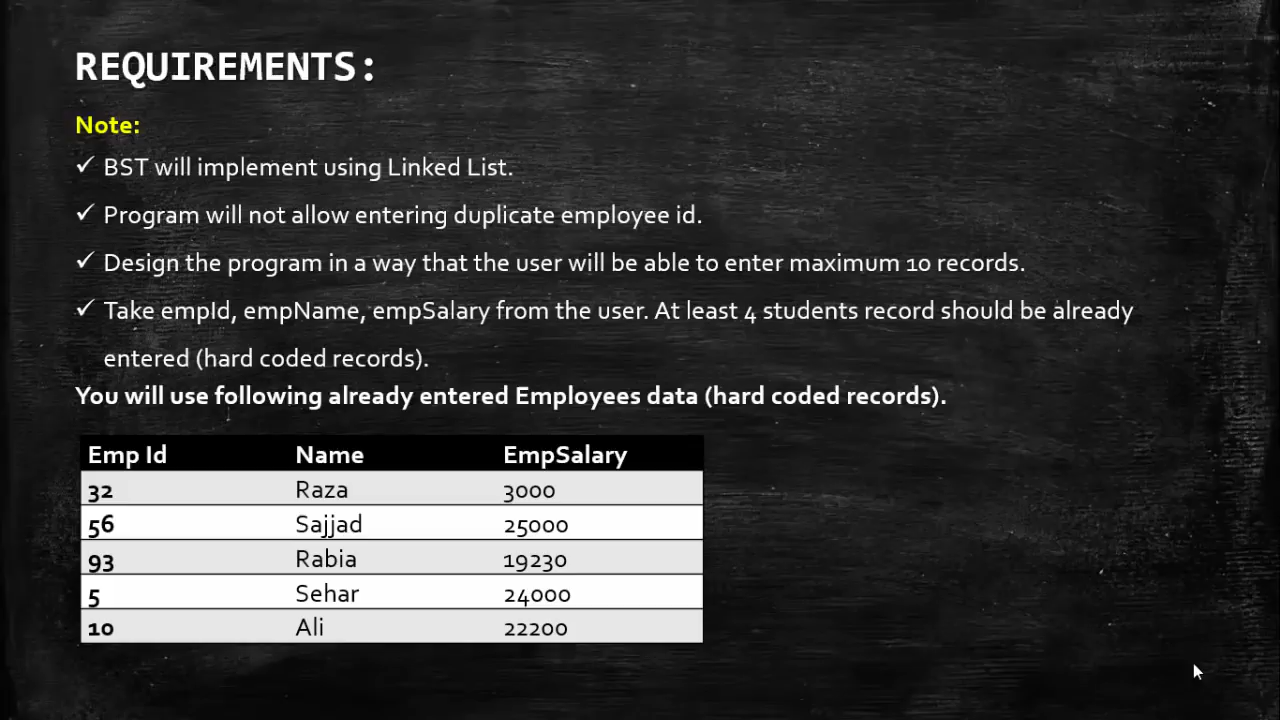 REQUIREMENTS:
Note:
✓ BST will implement using Linked List.
✓ Program will not allow entering duplicate employee id.
✓ Design the program in a way that the user will be able to enter maximum 10 records.
✓ Take empId, empName, empSalary from the user. At least 4 students record should be already
entered (hard coded records).
You will use following already entered Employees data (hard coded records).
Emp Id Name EmpSalary
32 Raza 3000
56 Sajjad 25000
93 Rabia 19230
5 Sehar 24000
10 Ali 22200